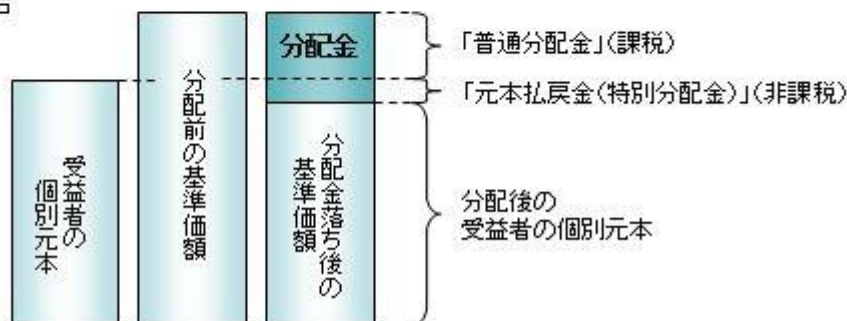 受益者の
個別元本
分配前の基準価額
分配金
分配金落ち後の
基準価額
「普通分配金」(課税)
「元本払戻金(特別分配金)」(非課税)
分配後の
受益者の個別元本